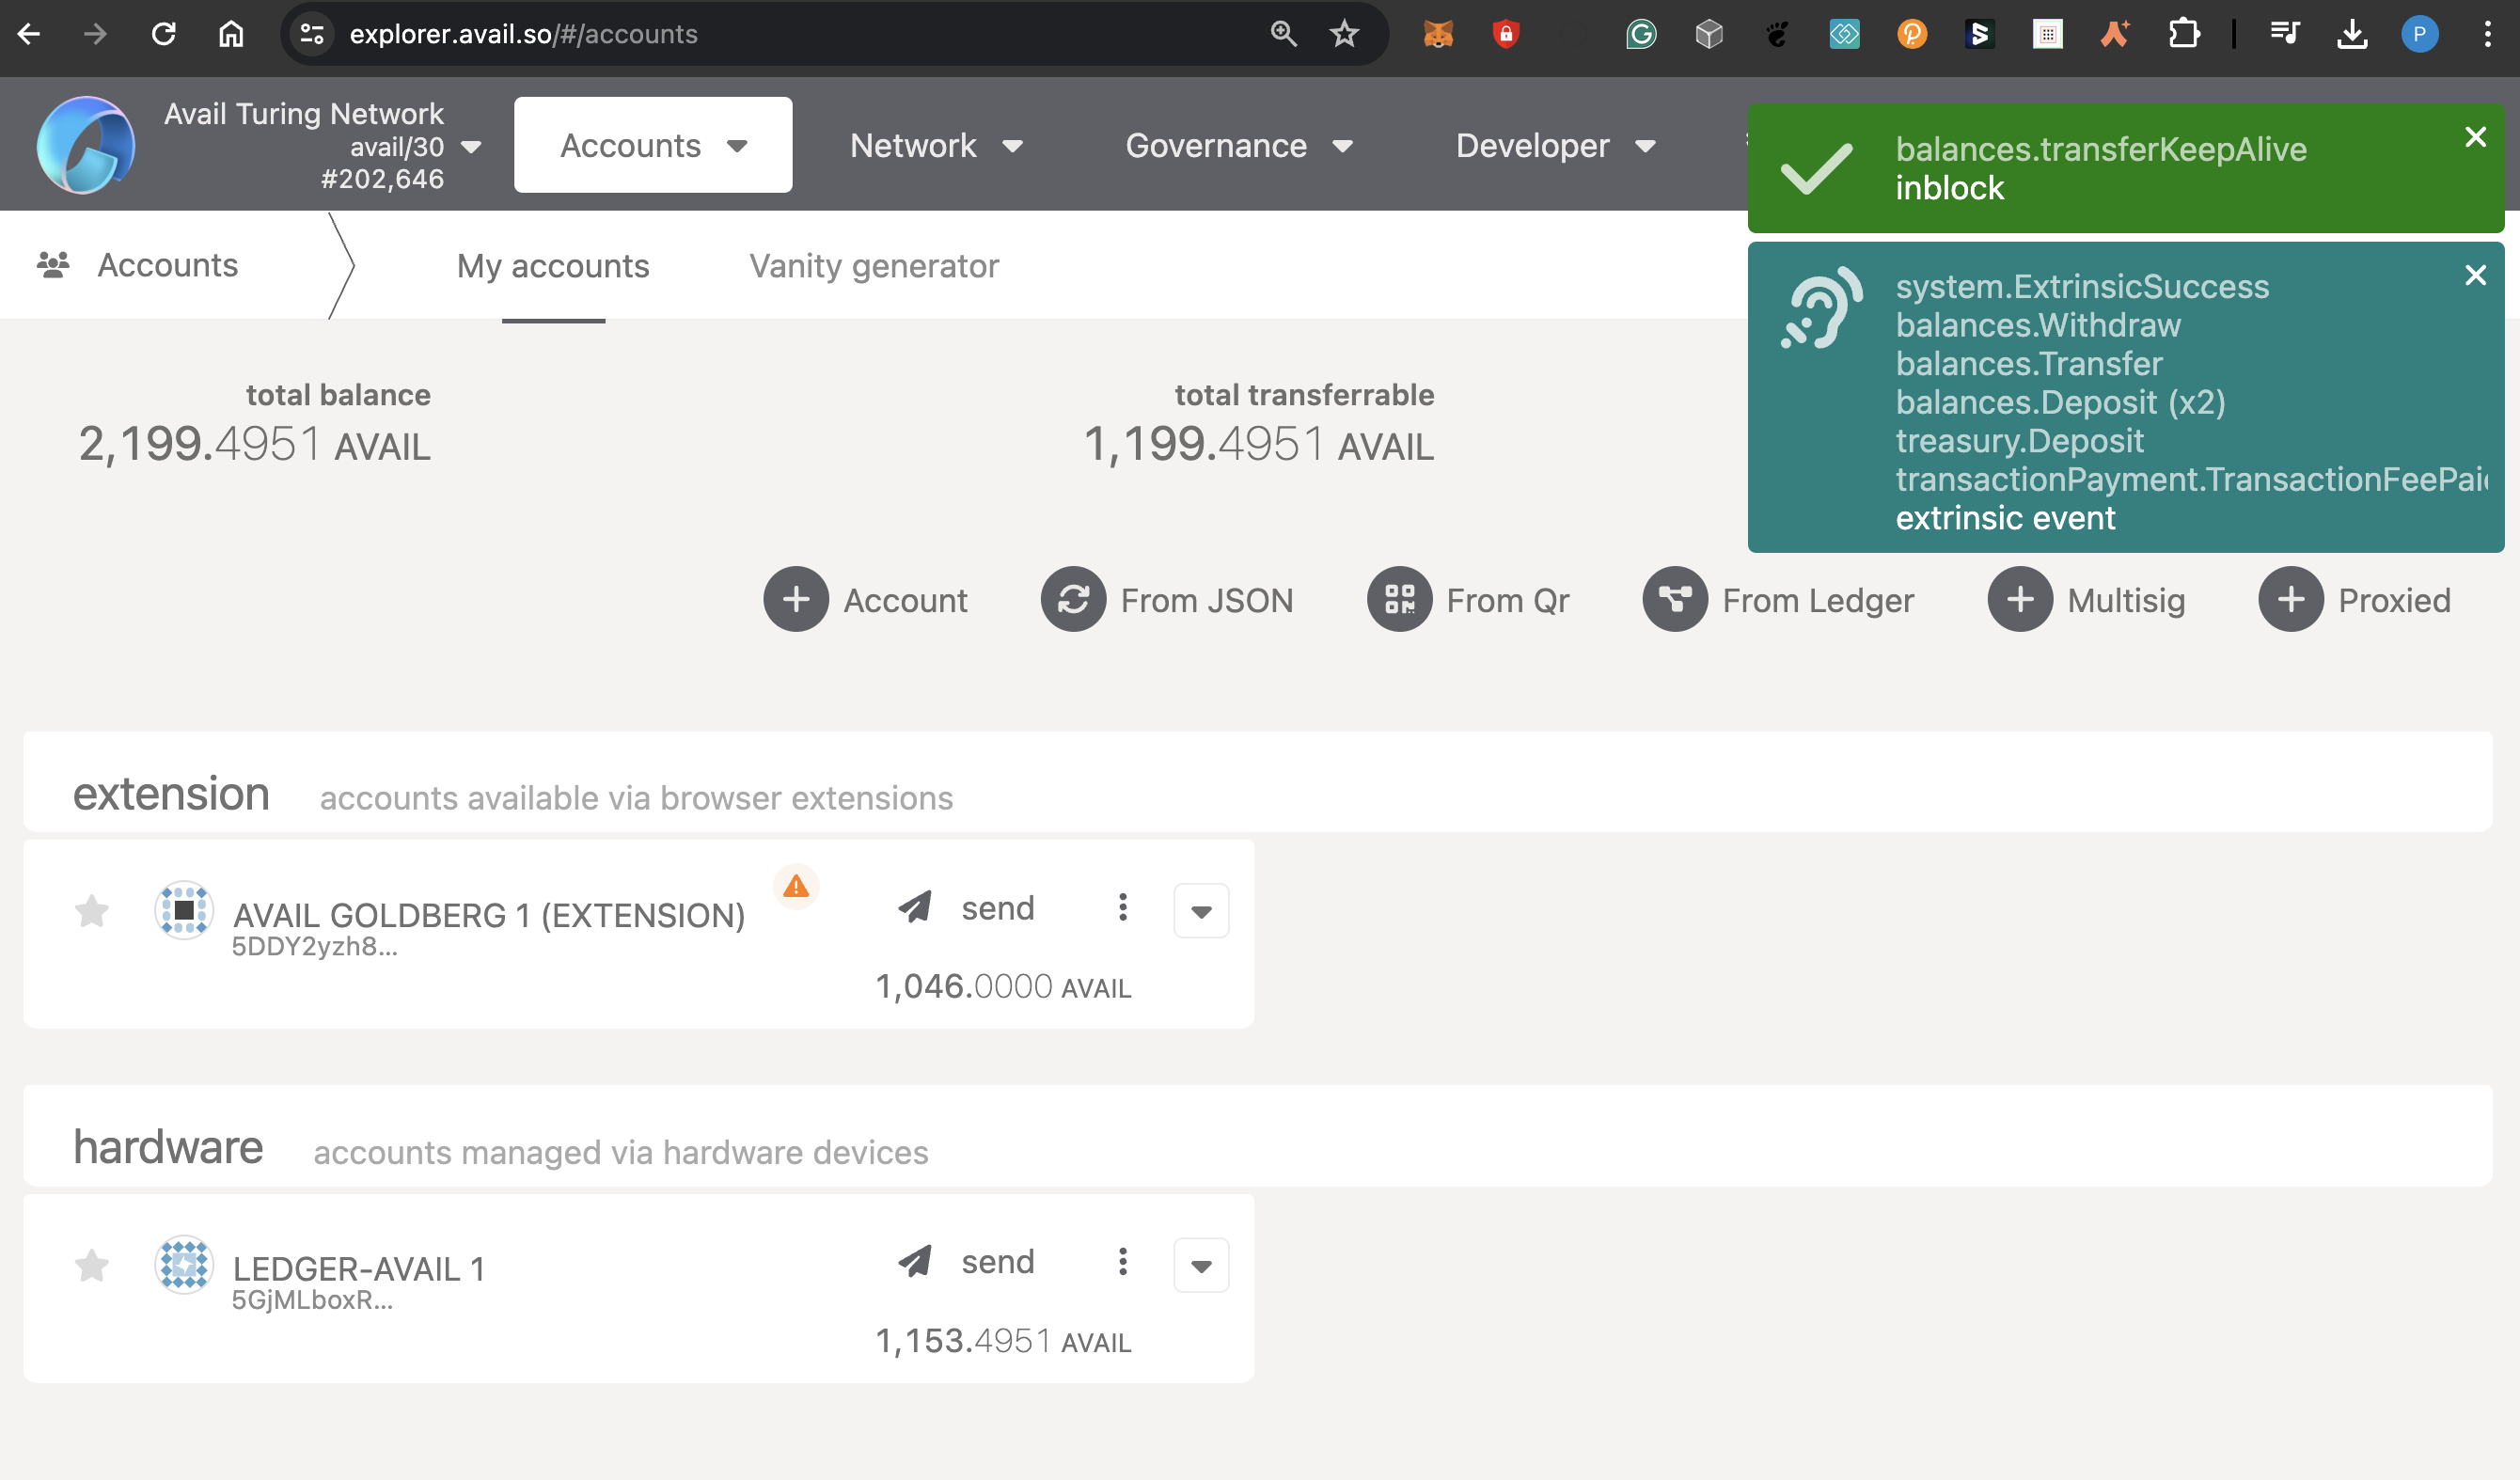 explorer.avail.so/#/accounts
P
Avail Turing Network
avail/30
#202,646
Accounts
Network
Governance
Developer
balances.transferKeepAlive
inblock
Accounts
My accounts
Vanity generator
system.ExtrinsicSuccess
balances.Withdraw
balances.Transfer
balances.Deposit (x2)
treasury.Deposit
transactionPayment.TransactionFeePaid
extrinsic event
total balance
2,199.4951 AVAIL
total transferrable
1,199.4951 AVAIL
Account
From JSON
From Qr
From Ledger
Multisig
Proxied
extension accounts available via browser extensions
AVAIL GOLDBERG 1 (EXTENSION)
5DDY2yzh8...
send
1,046.0000 AVAIL
hardware accounts managed via hardware devices
LEDGER-AVAIL 1
5GjMLboxR...
send
1,153.4951 AVAIL